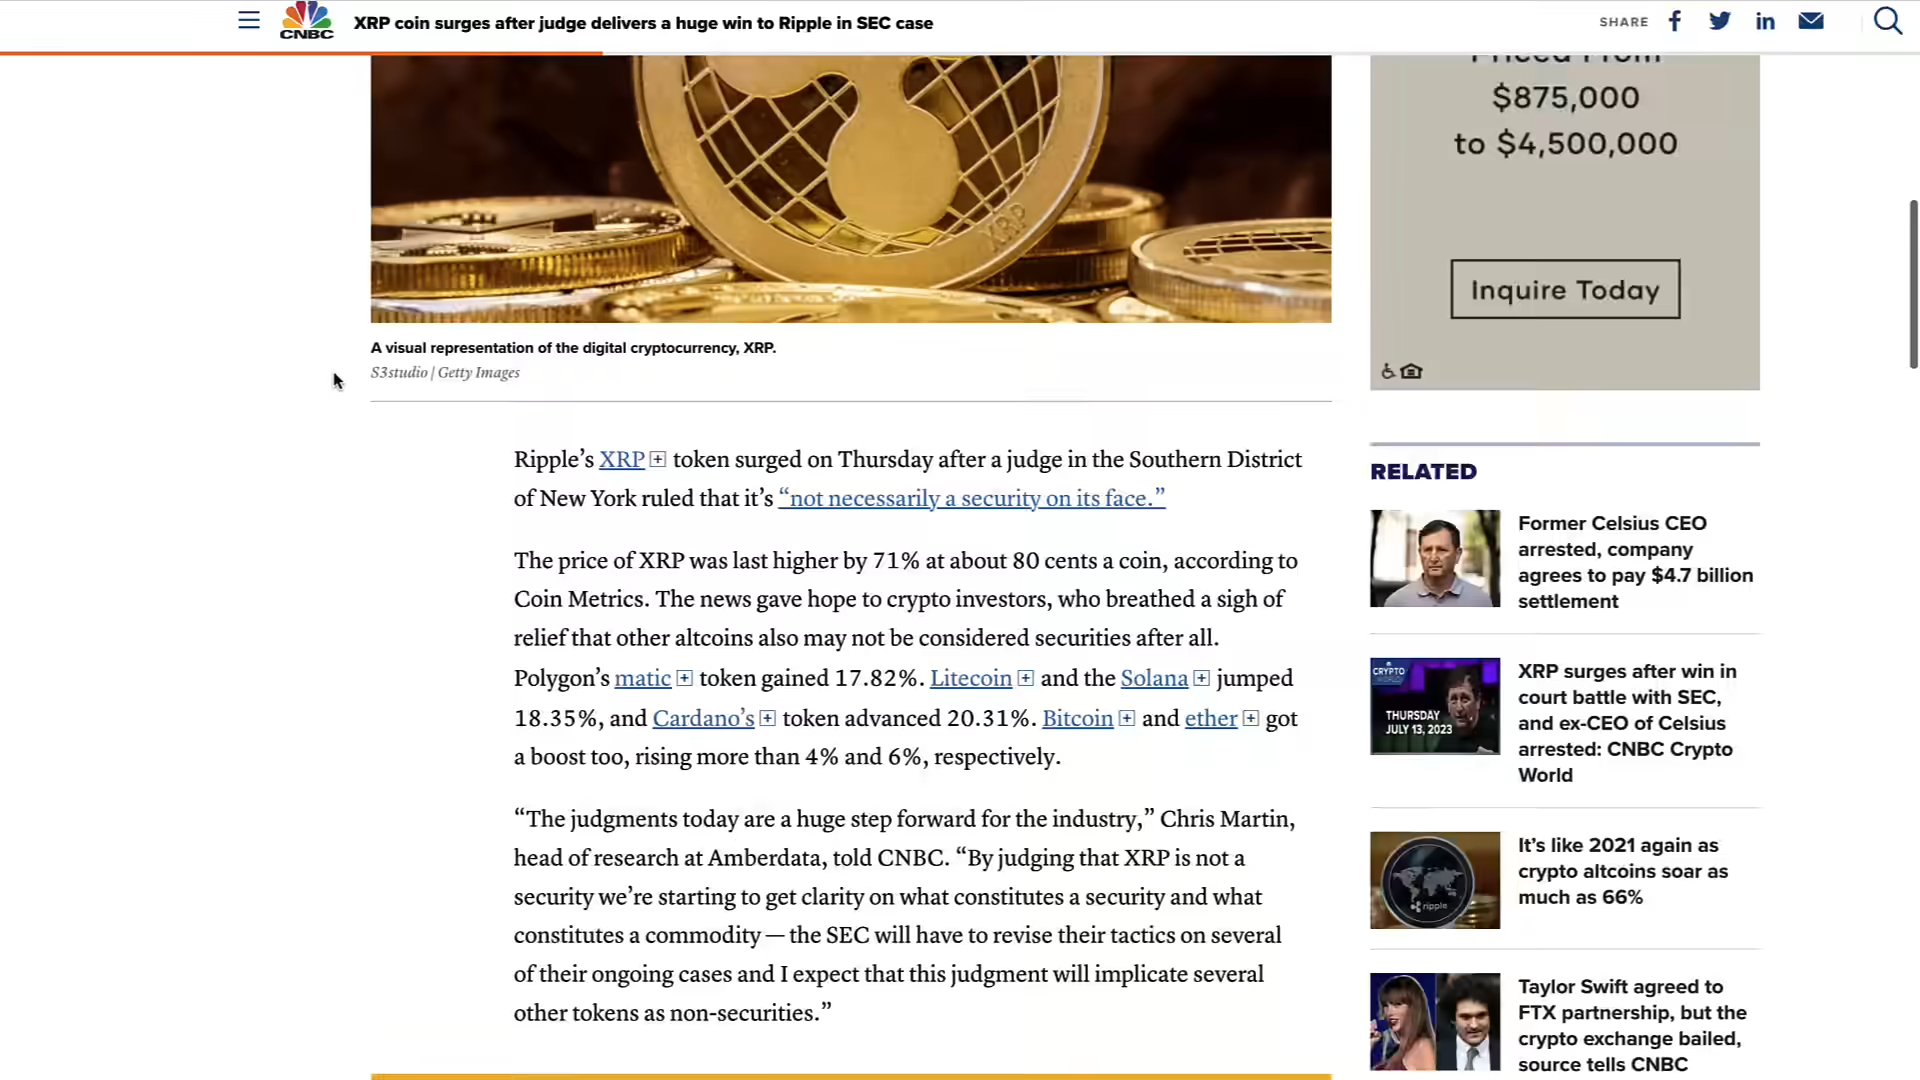 CNBC
XRP coin surges after judge delivers a huge win to Ripple in SEC case
SHARE
Priced From
$875,000
to $4,500,000
Inquire Today
XRP
A visual representation of the digital cryptocurrency, XRP.
S3studio | Getty Images
Ripple’s XRP token surged on Thursday after a judge in the Southern District
of New York ruled that it’s “not necessarily a security on its face.”
The price of XRP was last higher by 71% at about 80 cents a coin, according to
Coin Metrics. The news gave hope to crypto investors, who breathed a sigh of
relief that other altcoins also may not be considered securities after all.
Polygon’s matic token gained 17.82%. Litecoin and the Solana jumped
18.35%, and Cardano’s token advanced 20.31%. Bitcoin and ether got
a boost too, rising more than 4% and 6%, respectively.
“The judgments today are a huge step forward for the industry,” Chris Martin,
head of research at Amberdata, told CNBC. “By judging that XRP is not a
security we’re starting to get clarity on what constitutes a security and what
constitutes a commodity — the SEC will have to revise their tactics on several
of their ongoing cases and I expect that this judgment will implicate several
other tokens as non-securities.”
RELATED
Former Celsius CEO
arrested, company
agrees to pay $4.7 billion
settlement
CRYPTO
WORLD
THURSDAY
JULY 13, 2023
XRP surges after win in
court battle with SEC,
and ex-CEO of Celsius
arrested: CNBC Crypto
World
ripple
It’s like 2021 again as
crypto altcoins soar as
much as 66%
Taylor Swift agreed to
FTX partnership, but the
crypto exchange bailed,
source tells CNBC